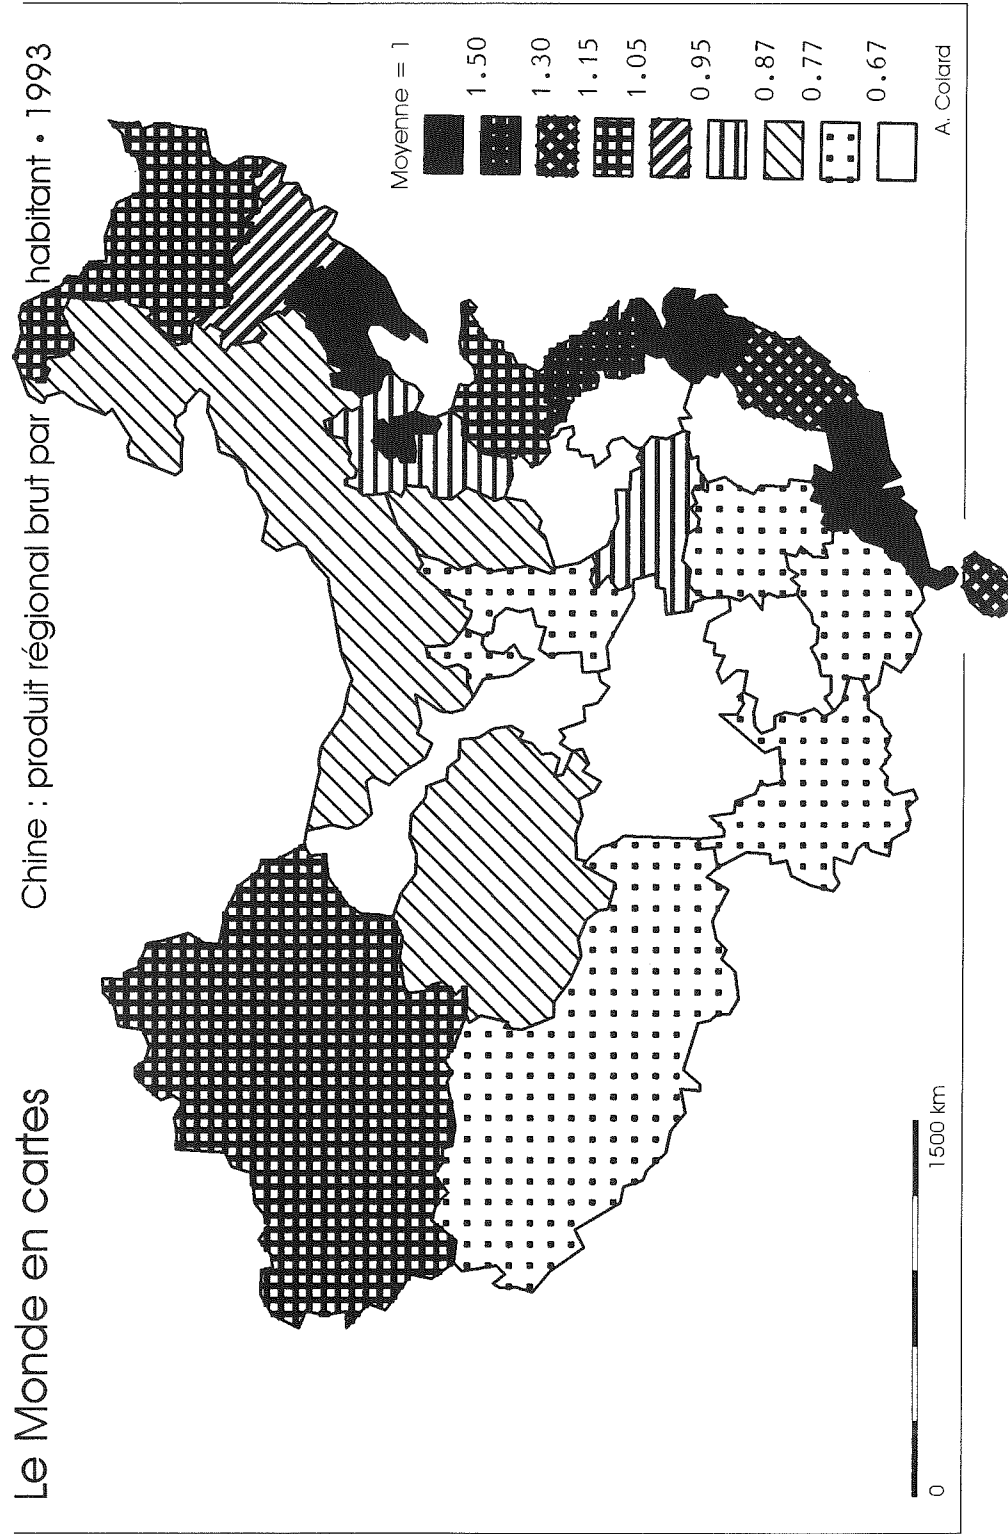 Le Monde en cartes
Chine : produit régional brut par habitant • 1993
Moyenne = 1
1.50
1.30
1.15
1.05
0.95
0.87
0.77
0.67
0
1500 km
A. Colard